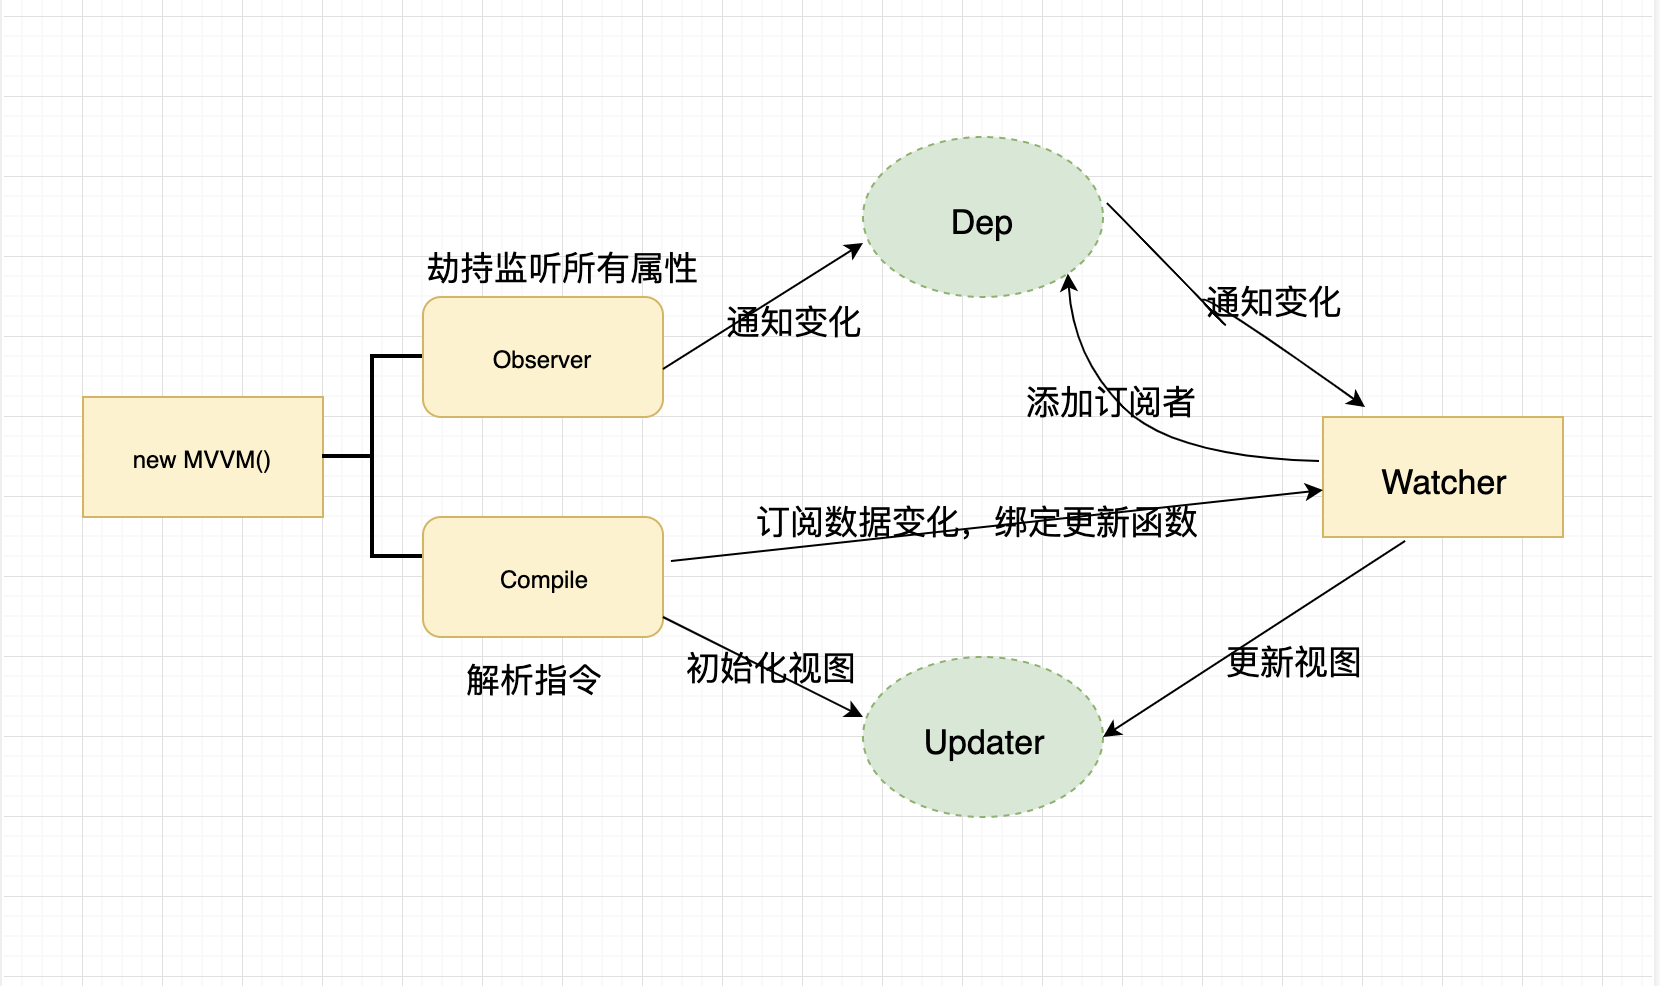 Dep
劫持监听所有属性
通知变化
通知变化
Observer
添加订阅者
new MVVM()
Watcher
订阅数据变化，绑定更新函数
Compile
解析指令
初始化视图
更新视图
Updater